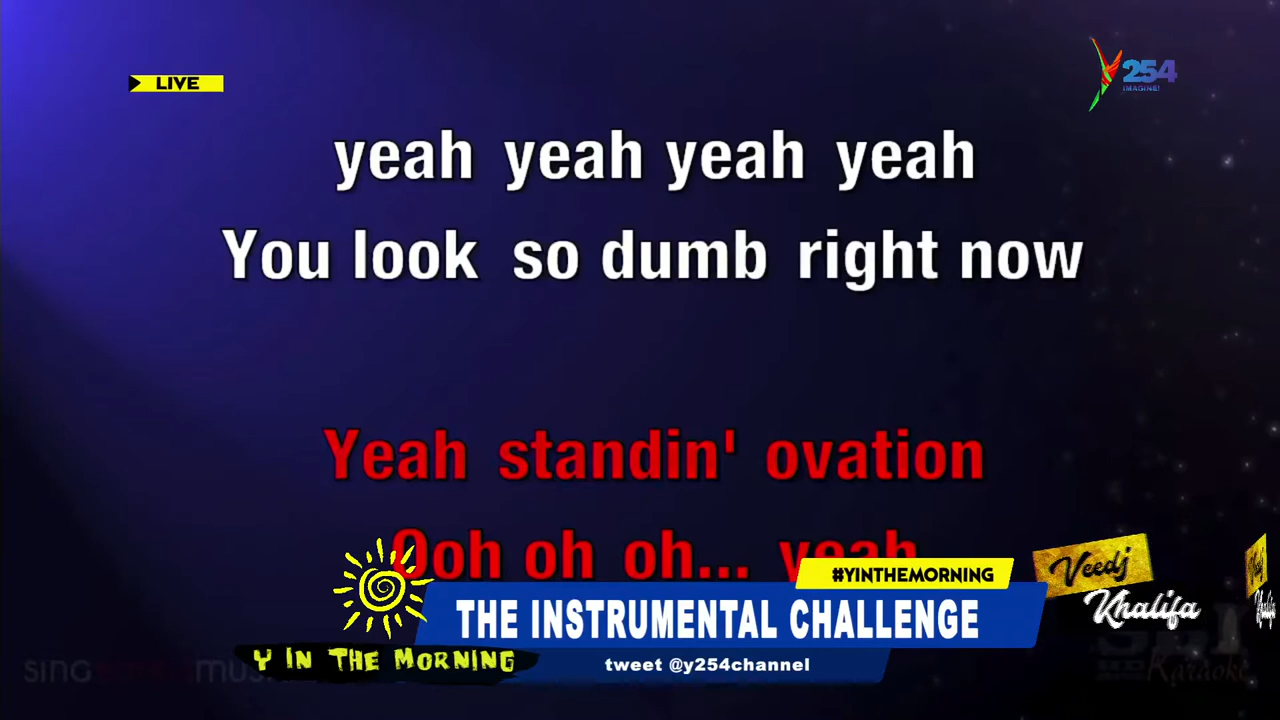 LIVE
254
IMAGINE!
yeah yeah yeah yeah
You look so dumb right now
Yeah standin' ovation
Ooh oh oh... yeah
#YINTHEMORNING
Veedj
Khalifa
THE INSTRUMENTAL CHALLENGE
Y IN THE MORNING
tweet @y254channel
Karaoke